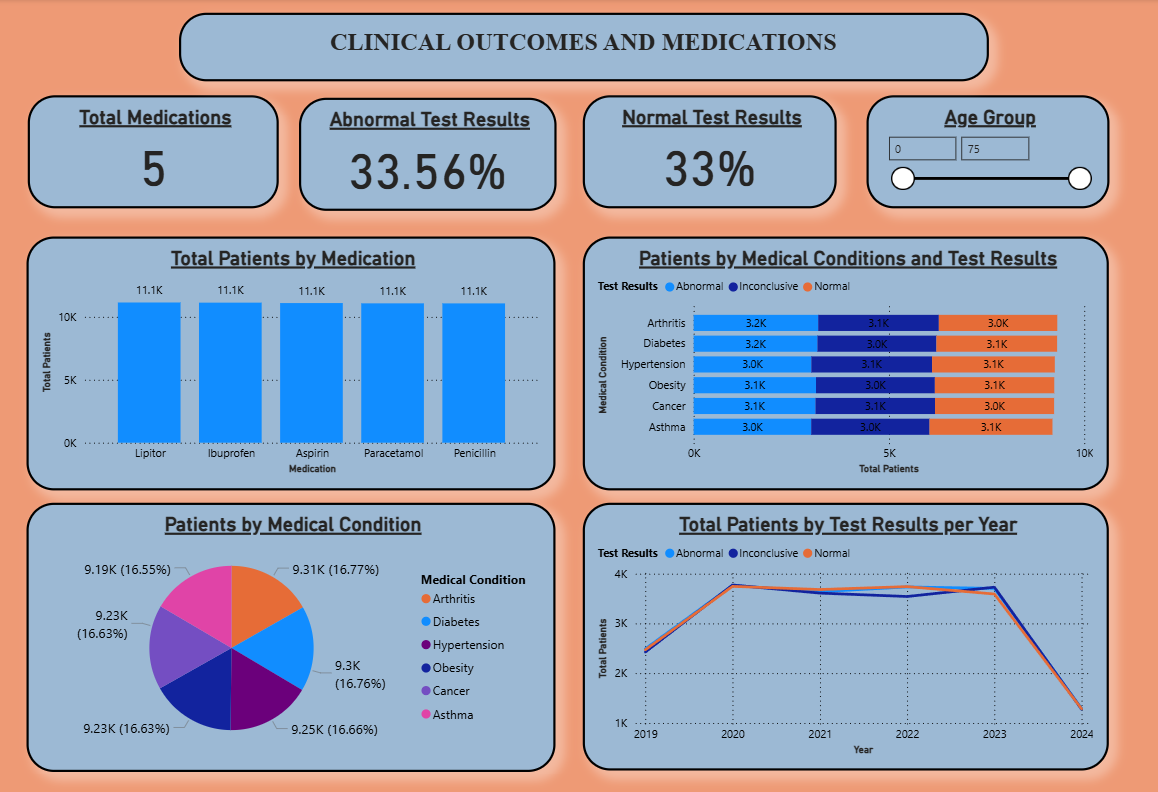 CLINICAL OUTCOMES AND MEDICATIONS
Total Medications
5
Abnormal Test Results
33.56%
Normal Test Results
33%
Age Group
0 75
Total Patients by Medication
11.1K 11.1K 11.1K 11.1K 11.1K
10K
5K
0K
Total Patients
Lipitor Ibuprofen Aspirin Paracetamol Penicillin
Medication
Patients by Medical Conditions and Test Results
Test Results Abnormal Inconclusive Normal
Medical Condition
Arthritis 3.2K 3.1K 3.0K
Diabetes 3.2K 3.0K 3.1K
Hypertension 3.0K 3.1K 3.1K
Obesity 3.1K 3.0K 3.1K
Cancer 3.1K 3.1K 3.0K
Asthma 3.0K 3.0K 3.1K
0K 5K 10K
Total Patients
Patients by Medical Condition
9.19K (16.55%)
9.31K (16.77%)
9.23K
(16.63%)
9.3K
(16.76%)
9.23K (16.63%)
9.25K (16.66%)
Medical Condition
Arthritis
Diabetes
Hypertension
Obesity
Cancer
Asthma
Total Patients by Test Results per Year
Test Results Abnormal Inconclusive Normal
4K
3K
2K
1K
Total Patients
2019 2020 2021 2022 2023 2024
Year